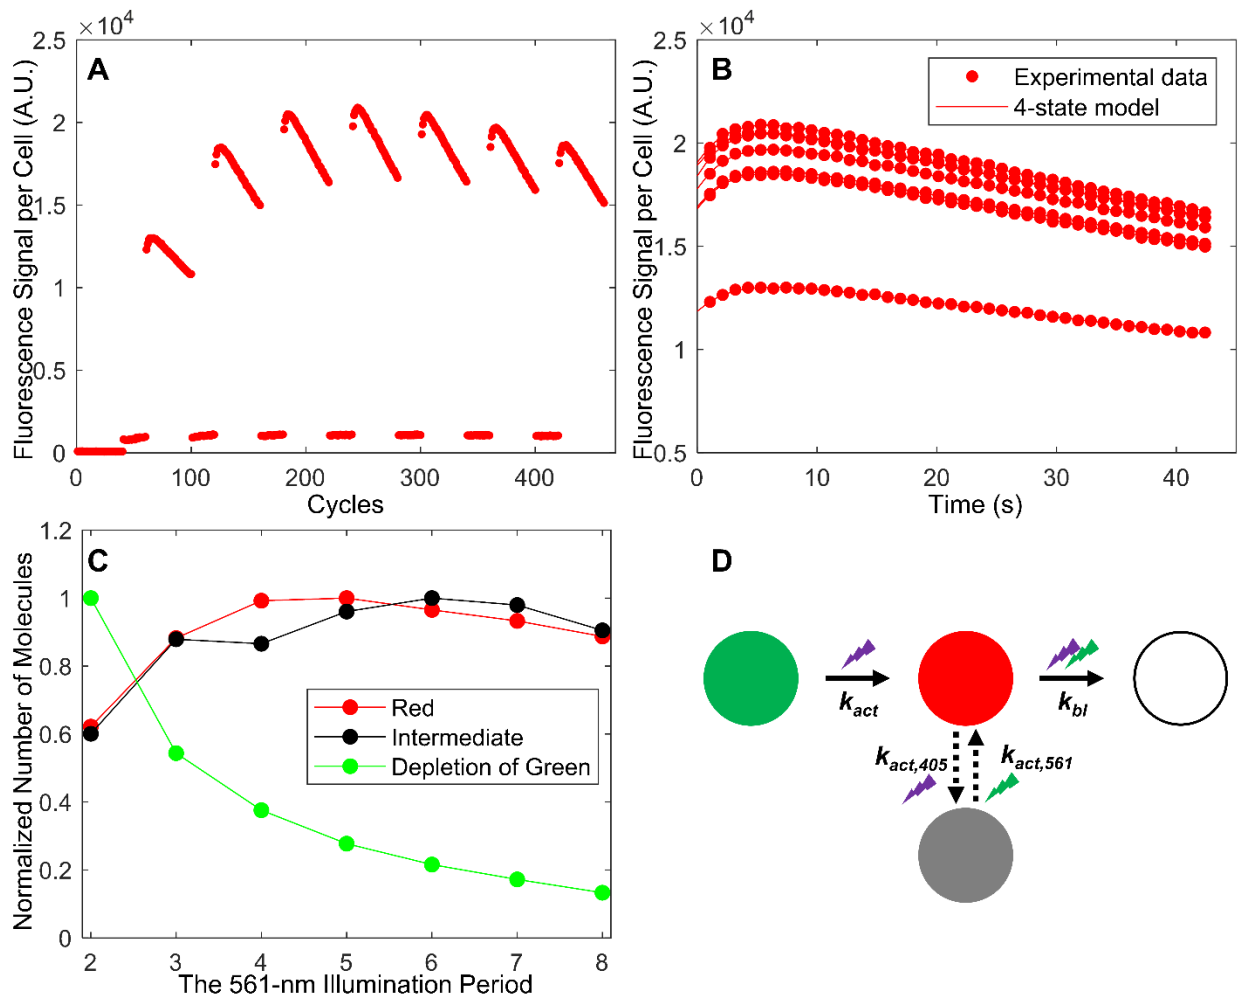 ×10⁴
2.5
2
1.5
1
0.5
0
0
100
200
300
400
Cycles
Fluorescence Signal per Cell (A.U.)
A
×10⁴
2.5
2
1.5
1
0.5
0
10
20
30
40
Time (s)
Fluorescence Signal per Cell (A.U.)
B
Experimental data
4-state model
1.2
1
0.8
0.6
0.4
0.2
0
2
3
4
5
6
7
8
The 561-nm Illumination Period
Normalized Number of Molecules
C
Red
Intermediate
Depletion of Green
D
k_act
k_bl
k_act,405
k_act,561